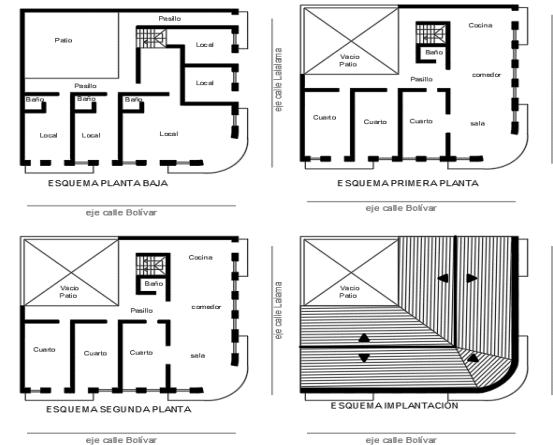 Pasillo
Patio
Local
Local
Pasillo
Baño
Baño
Baño
Local
Local
Local
ESQUEMA PLANTA BAJA
eje calle Bolívar
eje calle Lalama
Cocina
Baño
Vacio
Patio
Pasillo
comedor
Cuarto
Cuarto
Cuarto
sala
ESQUEMA PRIMERA PLANTA
eje calle Bolívar
Cocina
Baño
Vacio
Patio
Pasillo
comedor
Cuarto
Cuarto
Cuarto
sala
ESQUEMA SEGUNDA PLANTA
eje calle Bolívar
eje calle Lalama
Vacio
Patio
ESQUEMA IMPLANTACIÓN
eje calle Bolívar